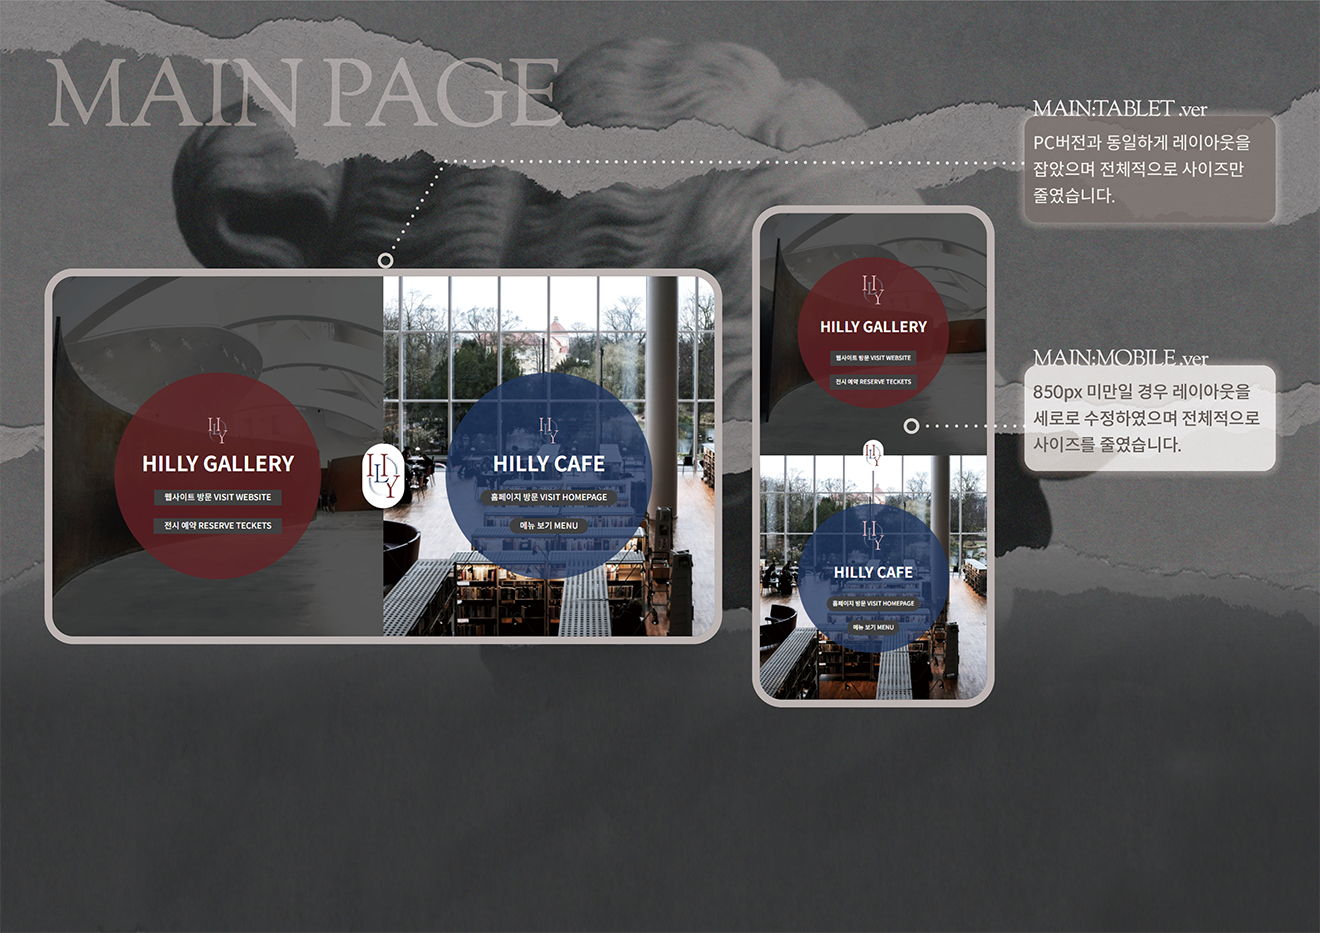 MAIN PAGE
MAIN:TABLET .ver
PC버전과 동일하게 레이아웃을
잡았으며 전체적으로 사이즈만
줄였습니다.
HLLY
HILLY GALLERY
웹사이트 방문 VISIT WEBSITE
전시 예약 RESERVE TECKETS
HLLY
HLLY
HILLY CAFE
홈페이지 방문 VISIT HOMEPAGE
메뉴 보기 MENU
MAIN:MOBILE .ver
850px 미만일 경우 레이아웃을
세로로 수정하였으며 전체적으로
사이즈를 줄였습니다.
HLLY
HILLY GALLERY
웹사이트 방문 VISIT WEBSITE
전시 예약 RESERVE TECKETS
HLLY
HLLY
HILLY CAFE
홈페이지 방문 VISIT HOMEPAGE
메뉴 보기 MENU